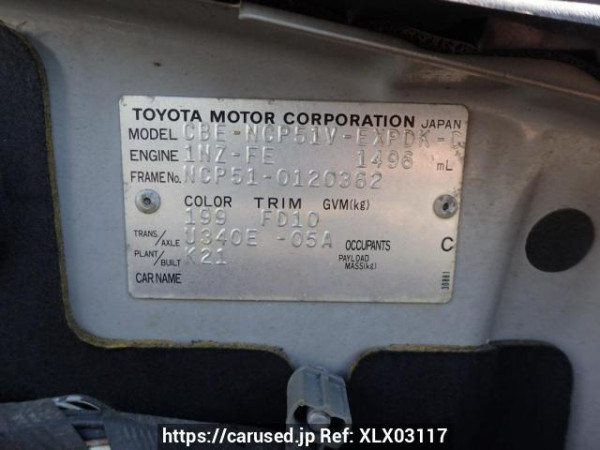 TOYOTA MOTOR CORPORATION JAPAN
MODEL CBE-NCP51V-EXPDK-C
ENGINE 1NZ-FE 1496 mL
FRAME No. NCP51-0120362
COLOR TRIM GVM(kg)
199 FD10
TRANS/AXLE U340E -05A OCCUPANTS C
PLANT/BUILT K21 PAYLOAD MASS(kg)
CAR NAME
https://carused.jp Ref: XLX03117